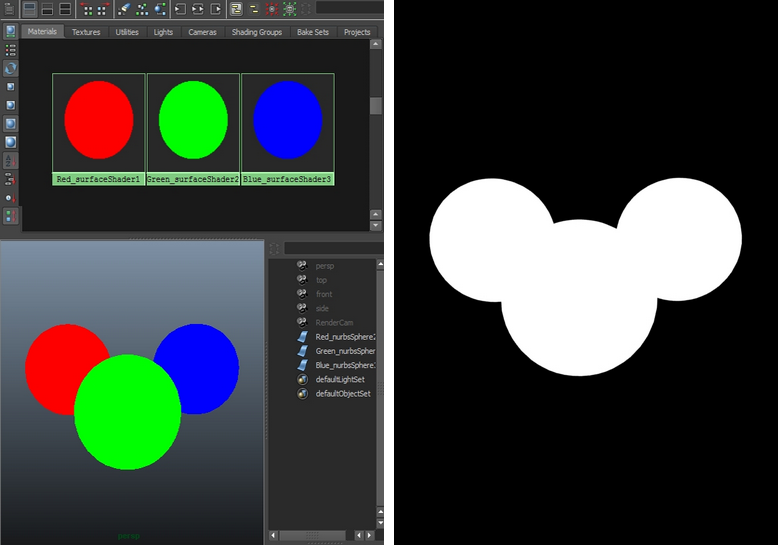 Materials Textures Utilities Lights Cameras Shading Groups Bake Sets Projects
Red_surfaceShader1 Green_surfaceShader2 Blue_surfaceShader3
persp
top
front
side
RenderCam
Red_nurbsSphere
Green_nurbsSpher
Blue_nurbsSphere
defaultLightSet
defaultObjectSet
persp